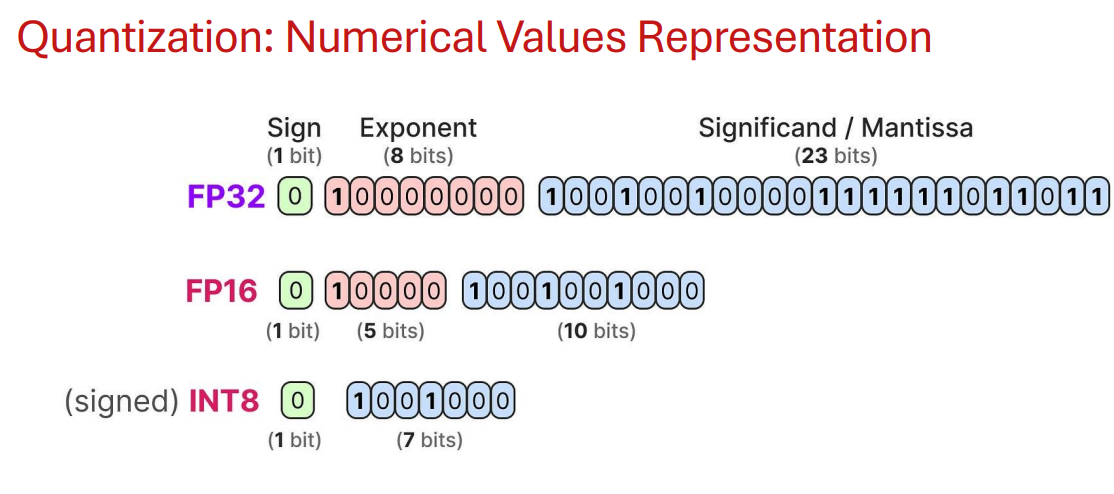 Quantization: Numerical Values Representation
Sign Exponent Significand / Mantissa
(1 bit) (8 bits) (23 bits)
FP32 0 10000000 10010010000111111011011
FP16 0 10000 1001001000
(1 bit) (5 bits) (10 bits)
(signed) INT8 0 1001000
(1 bit) (7 bits)